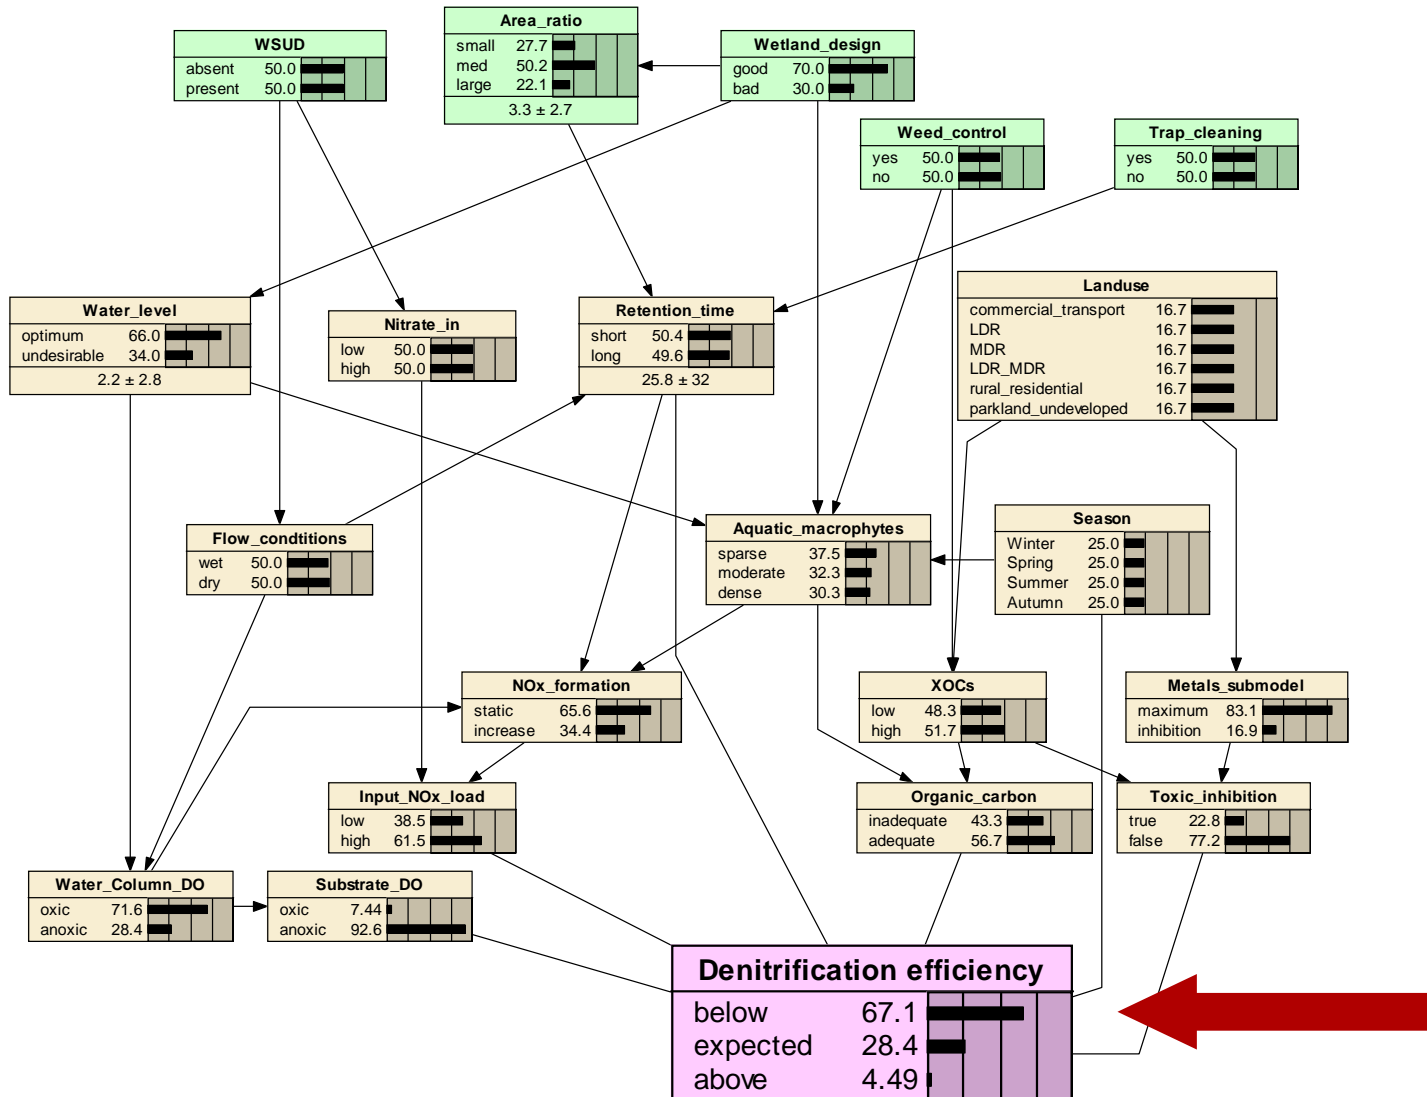 WSUD
absent 50.0
present 50.0
Area_ratio
small 27.7
med 50.2
large 22.1
3.3 ± 2.7
Wetland_design
good 70.0
bad 30.0
Weed_control
yes 50.0
no 50.0
Trap_cleaning
yes 50.0
no 50.0
Water_level
optimum 66.0
undesirable 34.0
2.2 ± 2.8
Nitrate_in
low 50.0
high 50.0
Retention_time
short 50.4
long 49.6
25.8 ± 32
Landuse
commercial_transport 16.7
LDR 16.7
MDR 16.7
LDR_MDR 16.7
rural_residential 16.7
parkland_undeveloped 16.7
Flow_condtitions
wet 50.0
dry 50.0
Aquatic_macrophytes
sparse 37.5
moderate 32.3
dense 30.3
Season
Winter 25.0
Spring 25.0
Summer 25.0
Autumn 25.0
NOx_formation
static 65.6
increase 34.4
XOCs
low 48.3
high 51.7
Metals_submodel
maximum 83.1
inhibition 16.9
Input_NOx_load
low 38.5
high 61.5
Organic_carbon
inadequate 43.3
adequate 56.7
Toxic_inhibition
true 22.8
false 77.2
Water_Column_DO
oxic 71.6
anoxic 28.4
Substrate_DO
oxic 7.44
anoxic 92.6
Denitrification efficiency
below 67.1
expected 28.4
above 4.49